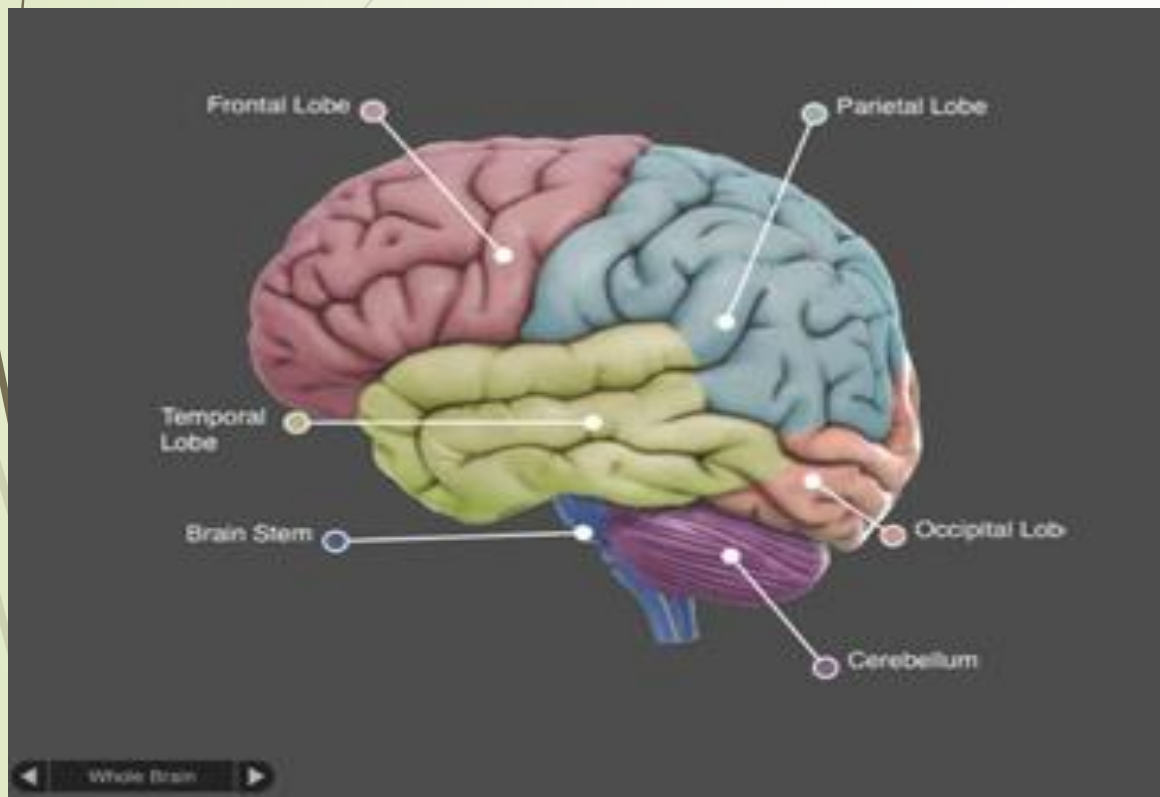 Frontal Lobe
Parietal Lobe
Temporal
Lobe
Brain Stem
Occipital Lob
Cerebellum
Whole Brain